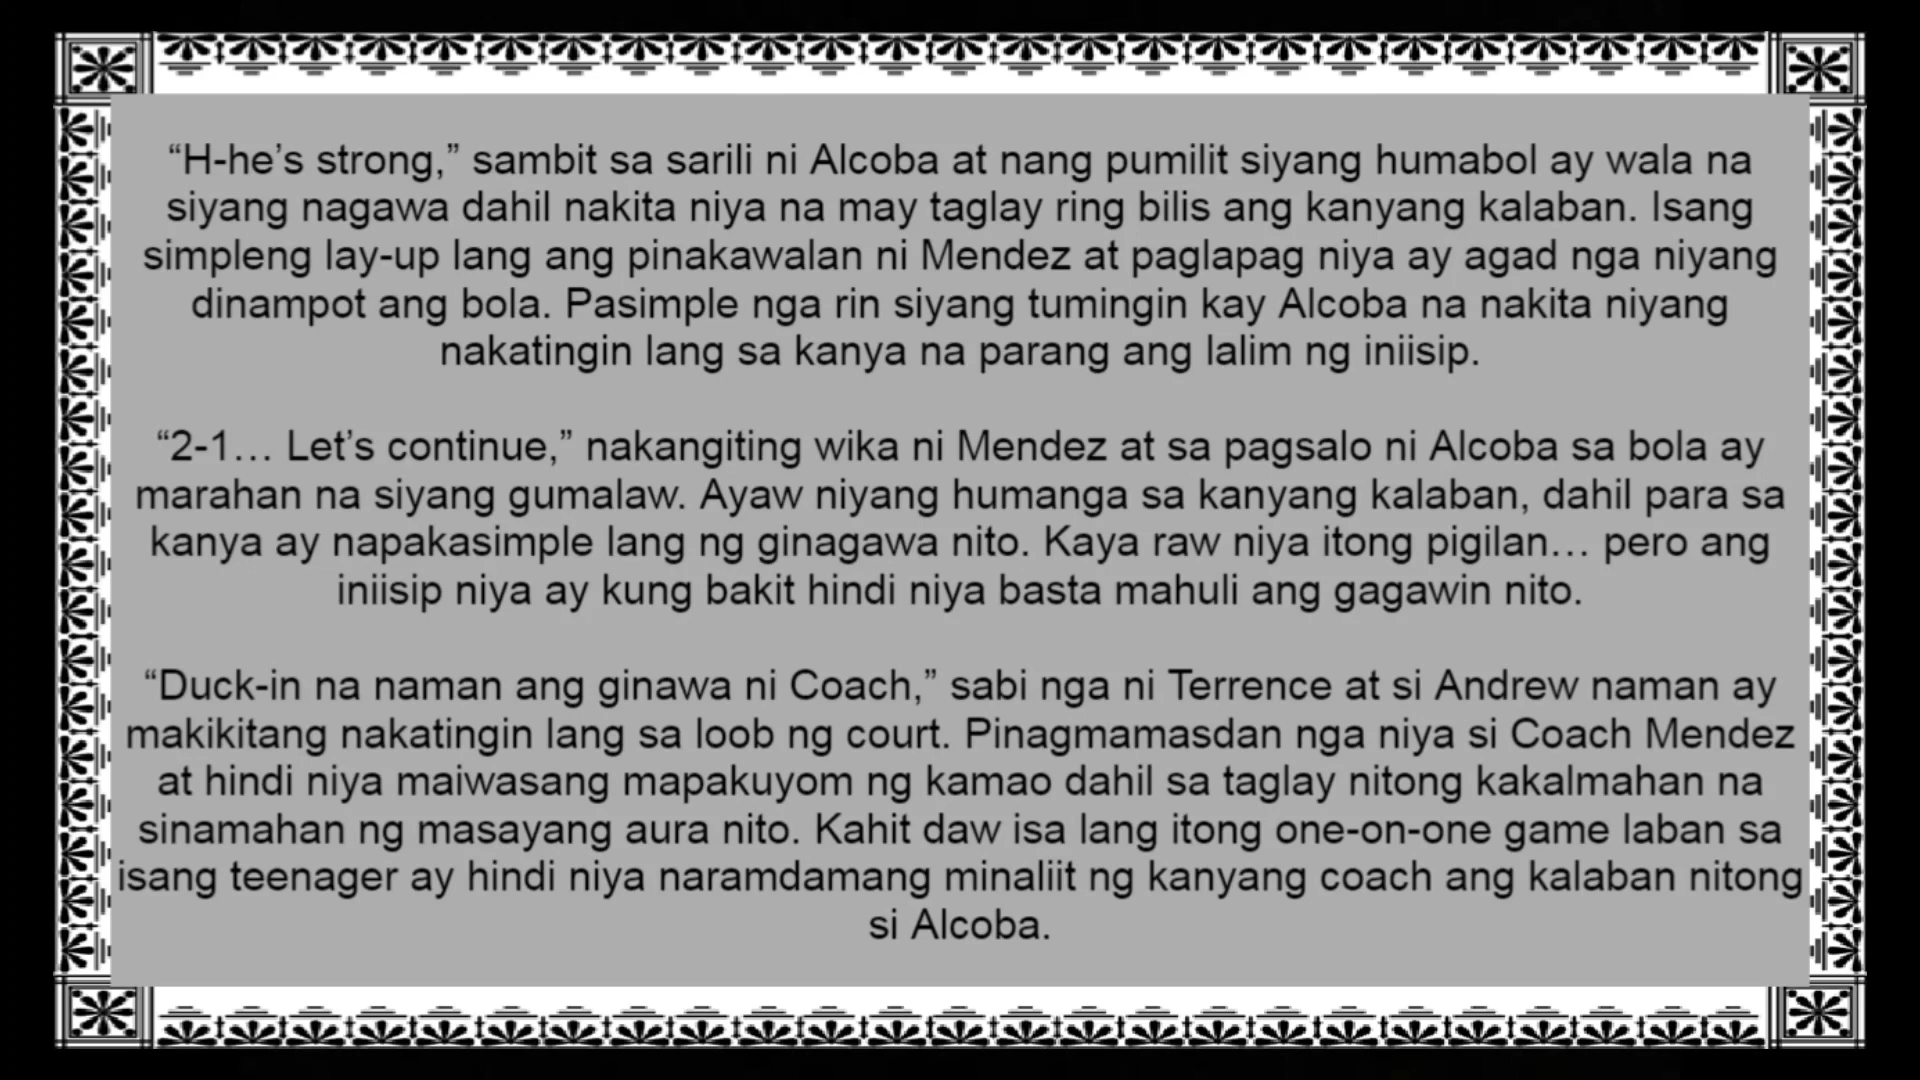 “H-he’s strong,” sambit sa sarili ni Alcoba at nang pumilit siyang humabol ay wala na
siyang nagawa dahil nakita niya na may taglay ring bilis ang kanyang kalaban. Isang
simpleng lay-up lang ang pinakawalan ni Mendez at paglapag niya ay agad nga niyang
dinampot ang bola. Pasimple nga rin siyang tumingin kay Alcoba na nakita niyang
nakatingin lang sa kanya na parang ang lalim ng iniisip.
“2-1… Let’s continue,” nakangiting wika ni Mendez at sa pagsalo ni Alcoba sa bola ay
marahan na siyang gumalaw. Ayaw niyang humanga sa kanyang kalaban, dahil para sa
kanya ay napakasimple lang ng ginagawa nito. Kaya raw niya itong pigilan… pero ang
iniisip niya ay kung bakit hindi niya basta mahuli ang gagawin nito.
“Duck-in na naman ang ginawa ni Coach,” sabi nga ni Terrence at si Andrew naman ay
makikitang nakatingin lang sa loob ng court. Pinagmamasdan nga niya si Coach Mendez
at hindi niya maiwasang mapakuyom ng kamao dahil sa taglay nitong kakalmahan na
sinamahan ng masayang aura nito. Kahit daw isa lang itong one-on-one game laban sa
isang teenager ay hindi niya naramdamang minaliit ng kanyang coach ang kalaban nitong
si Alcoba.